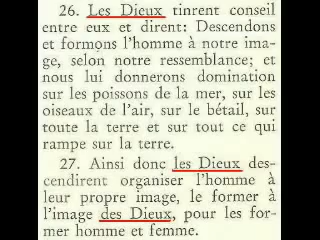 26. Les Dieux tinrent conseil
entre eux et dirent: Descendons
et formons l'homme à notre ima-
ge, selon notre ressemblance; et
nous lui donnerons domination
sur les poissons de la mer, sur les
oiseaux de l'air, sur le bétail, sur
toute la terre et sur tout ce qui
rampe sur la terre.
27. Ainsi donc les Dieux des-
cendirent organiser l'homme à
leur propre image, le former à
l'image des Dieux, pour les for-
mer homme et femme.